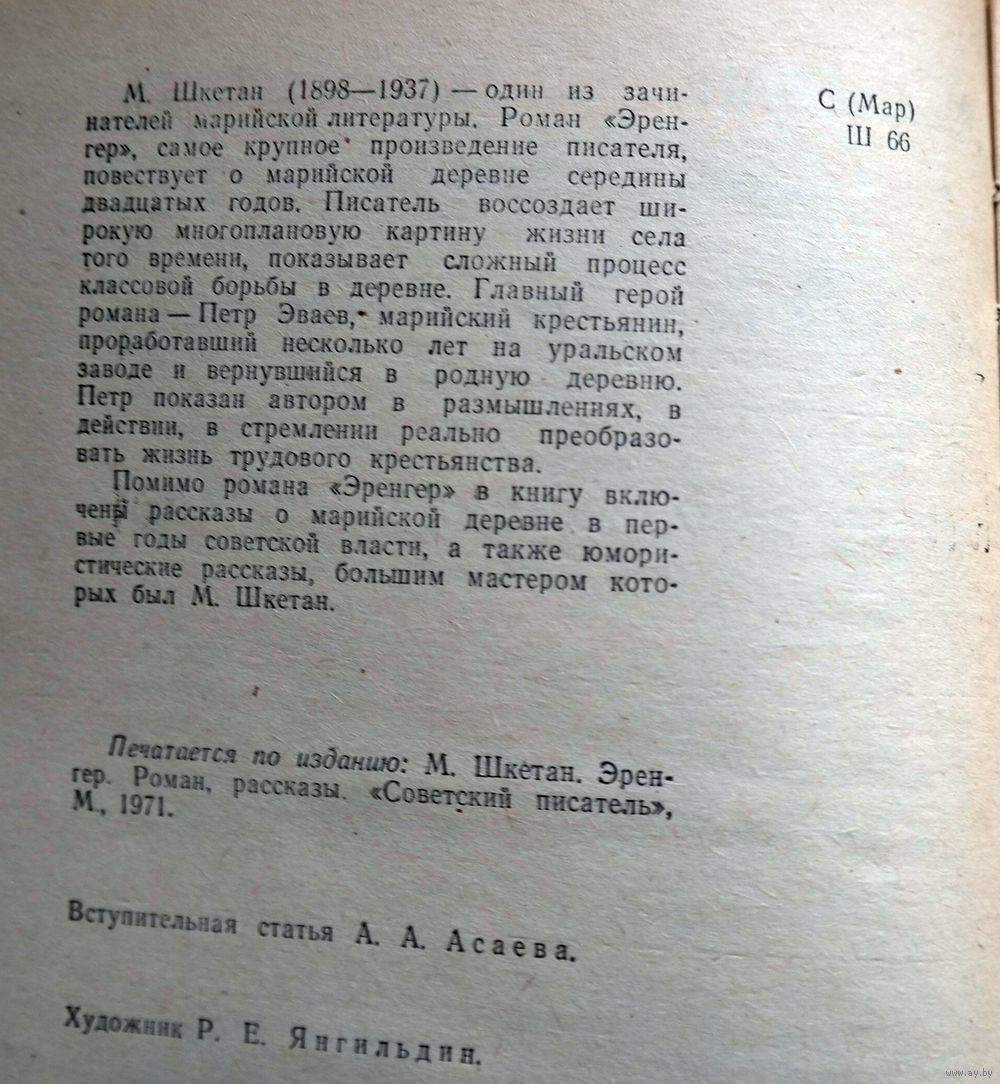 М. Шкетан (1898—1937) — один из зачи-
нателей марийской литературы. Роман «Эрен-
гер», самое крупное произведение писателя,
повествует о марийской деревне середины
двадцатых годов. Писатель воссоздает ши-
рокую многоплановую картину жизни села
того времени, показывает сложный процесс
классовой борьбы в деревне. Главный герой
романа — Петр Эваев, марийский крестьянин,
проработавший несколько лет на уральском
заводе и вернувшийся в родную деревню.
Петр показан автором в размышлениях, в
действии, в стремлении реально преобразо-
вать жизнь трудового крестьянства.
Помимо романа «Эренгер» в книгу вклю-
чены рассказы о марийской деревне в пер-
вые годы советской власти, а также юмори-
стические рассказы, большим мастером кото-
рых был М. Шкетан.
С (Мар)
Ш 66
Печатается по изданию: М. Шкетан. Эрен-
гер. Роман, рассказы. «Советский писатель»,
М., 1971.
Вступительная статья А. А. Асаева.
Художник Р. Е. Янгильдин.
www.ay.by